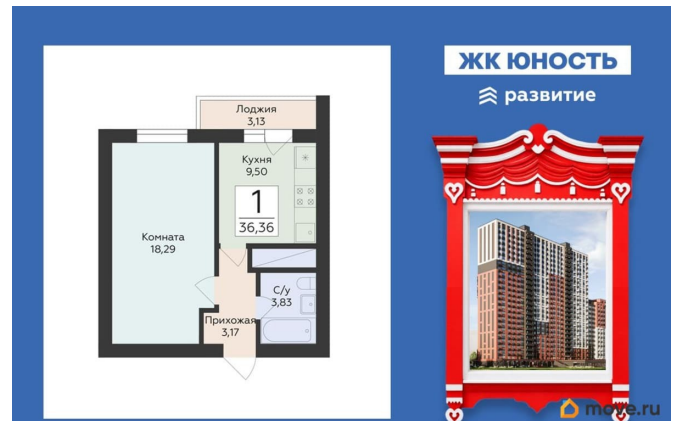 ЖК ЮНОСТЬ
развитие
Лоджия
3,13
Кухня
9,50
1
36,36
Комната
18,29
С/у
3,83
Прихожая
3,17
move.ru